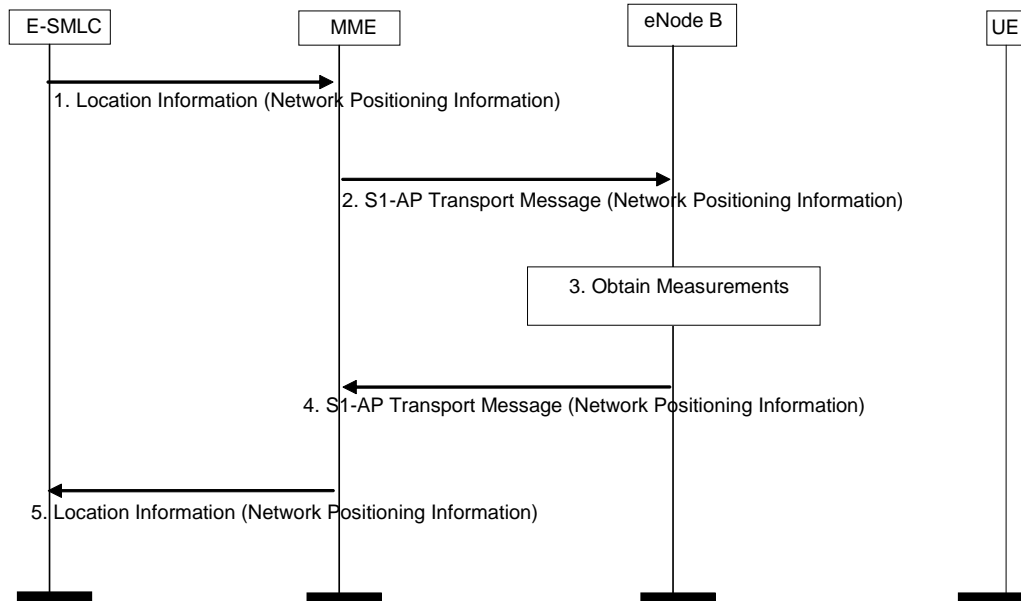 E-SMLC
MME
eNode B
UE
1. Location Information (Network Positioning Information)
2. S1-AP Transport Message (Network Positioning Information)
3. Obtain Measurements
4. S1-AP Transport Message (Network Positioning Information)
5. Location Information (Network Positioning Information)